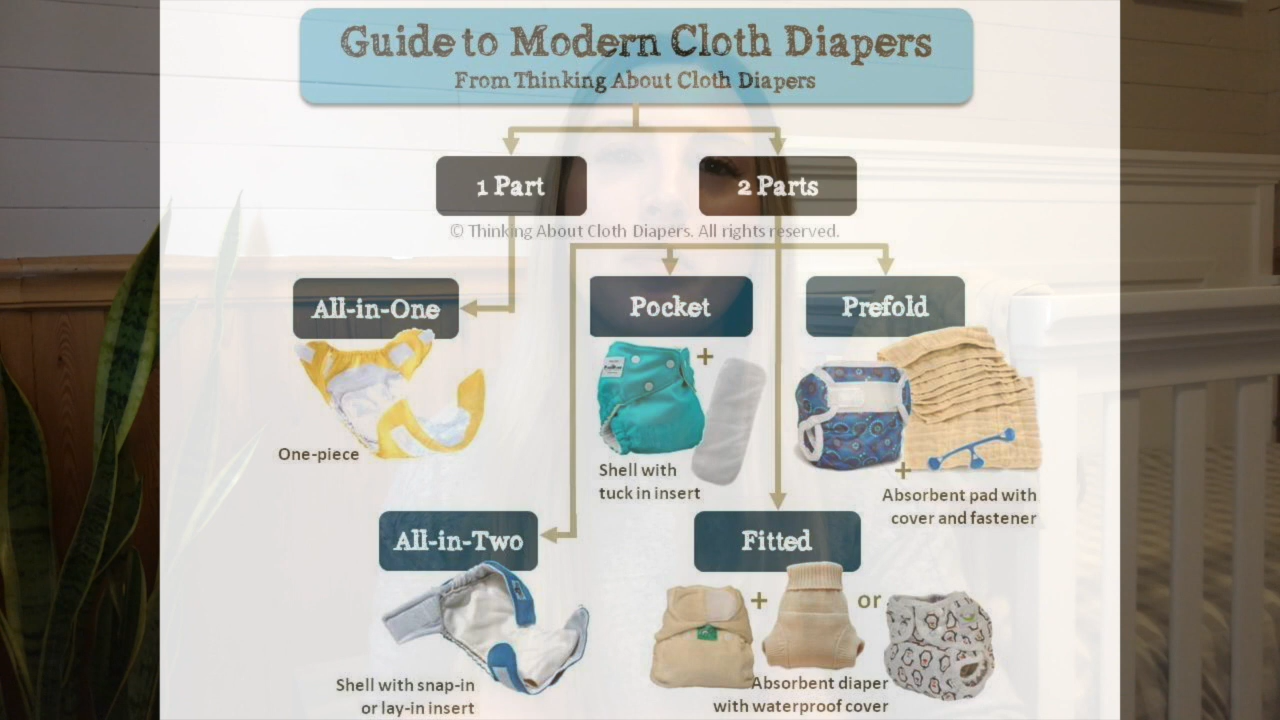 Guide to Modern Cloth Diapers
From Thinking About Cloth Diapers
1 Part
2 Parts
© Thinking About Cloth Diapers. All rights reserved.
All-in-One
Pocket
Prefold
+
One-piece
Shell with
tuck in insert
+
Absorbent pad with
cover and fastener
All-in-Two
Fitted
+
or
Shell with snap-in
or lay-in insert
Absorbent diaper
with waterproof cover